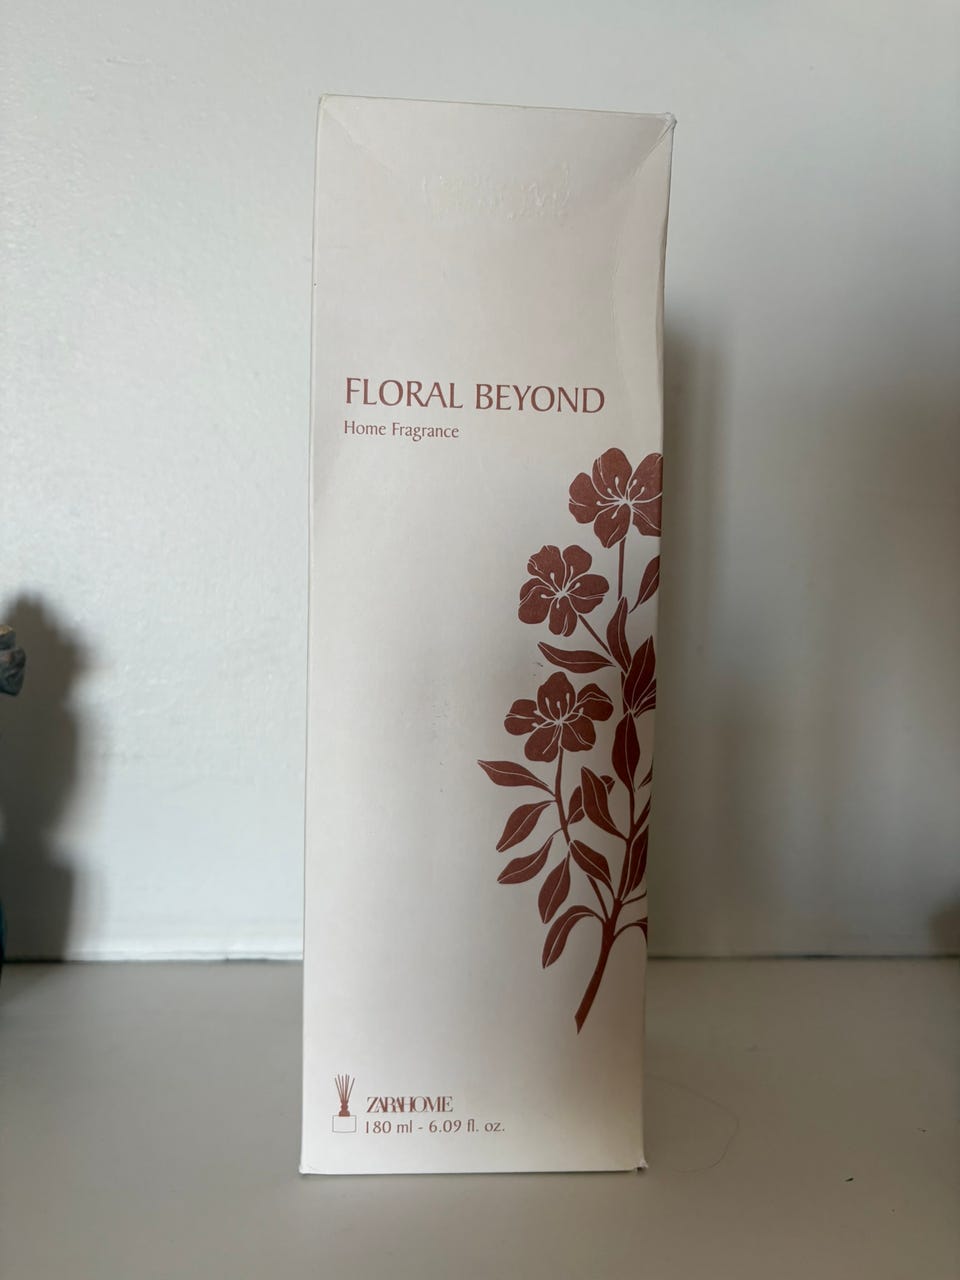 FLORAL BEYOND
Home Fragrance
ZARAHOME
180 ml - 6.09 fl. oz.